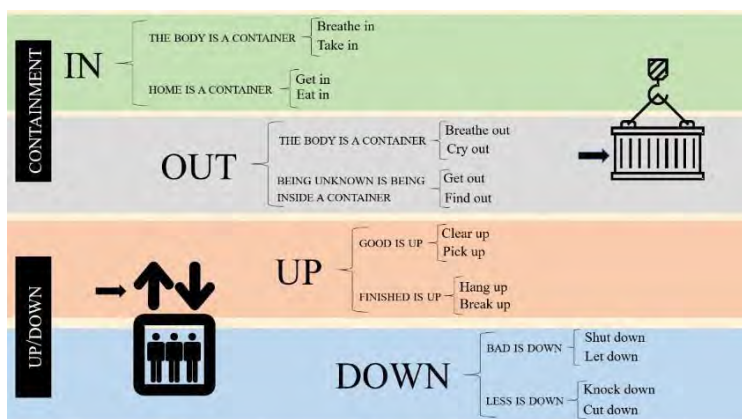 CONTAINMENT
IN
THE BODY IS A CONTAINER
Breathe in
Take in
HOME IS A CONTAINER
Get in
Eat in
OUT
THE BODY IS A CONTAINER
Breathe out
Cry out
BEING UNKNOWN IS BEING
INSIDE A CONTAINER
Get out
Find out
UP/DOWN
UP
GOOD IS UP
Clear up
Pick up
FINISHED IS UP
Hang up
Break up
DOWN
BAD IS DOWN
Shut down
Let down
LESS IS DOWN
Knock down
Cut down